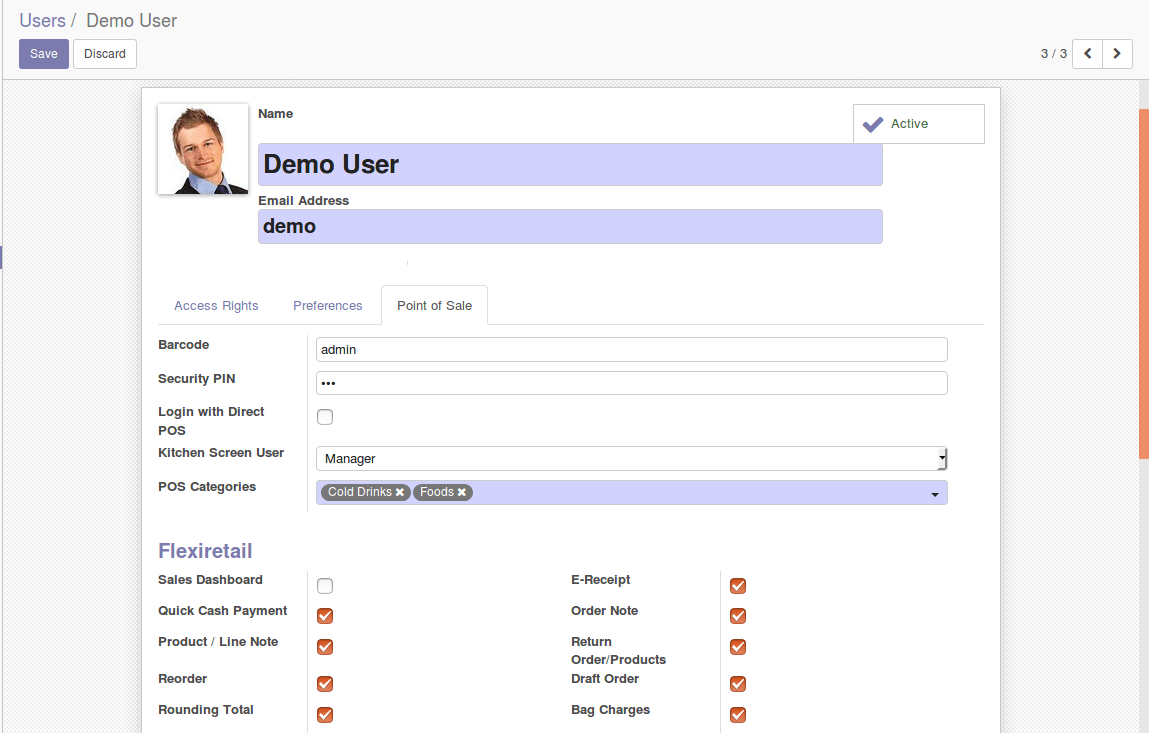 Users / Demo User
Save Discard 3 / 3
Name
Active
Demo User
Email Address
demo
Access Rights Preferences Point of Sale
Barcode admin
Security PIN •••
Login with Direct
POS
Kitchen Screen User Manager
POS Categories Cold Drinks Foods
Flexiretail
Sales Dashboard E-Receipt
Quick Cash Payment Order Note
Product / Line Note Return
Order/Products
Reorder Draft Order
Rounding Total Bag Charges